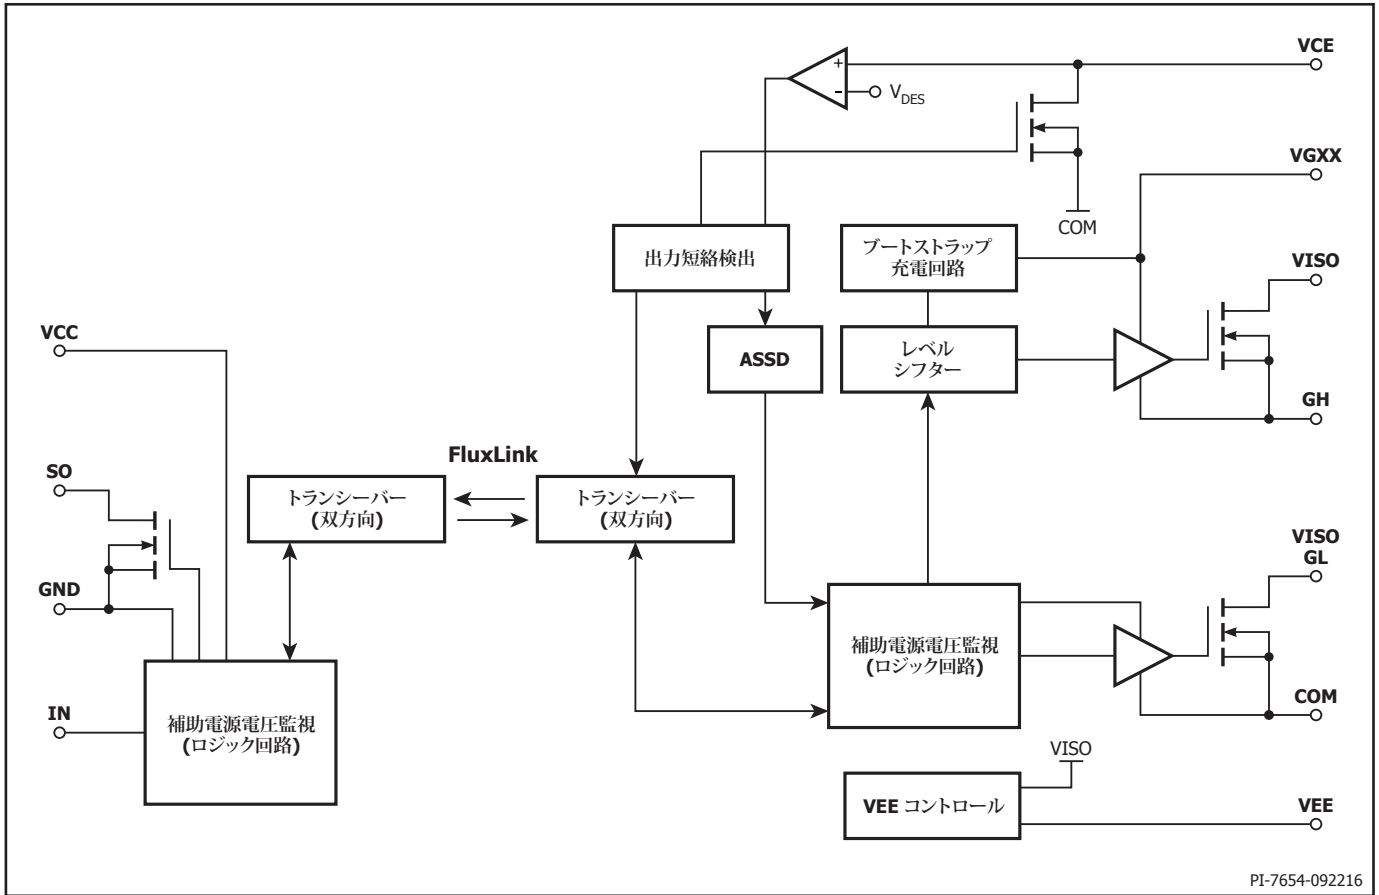 VCE
+
-
V_DES
VGXX
COM
出力短絡検出
ブートストラップ
充電回路
VISO
VCC
ASSD
レベル
シフター
GH
FluxLink
SO
トランシーバー
(双方向)
トランシーバー
(双方向)
VISO
GL
GND
補助電源電圧監視
(ロジック回路)
COM
IN
補助電源電圧監視
(ロジック回路)
VISO
VEE コントロール
VEE
PI-7654-092216